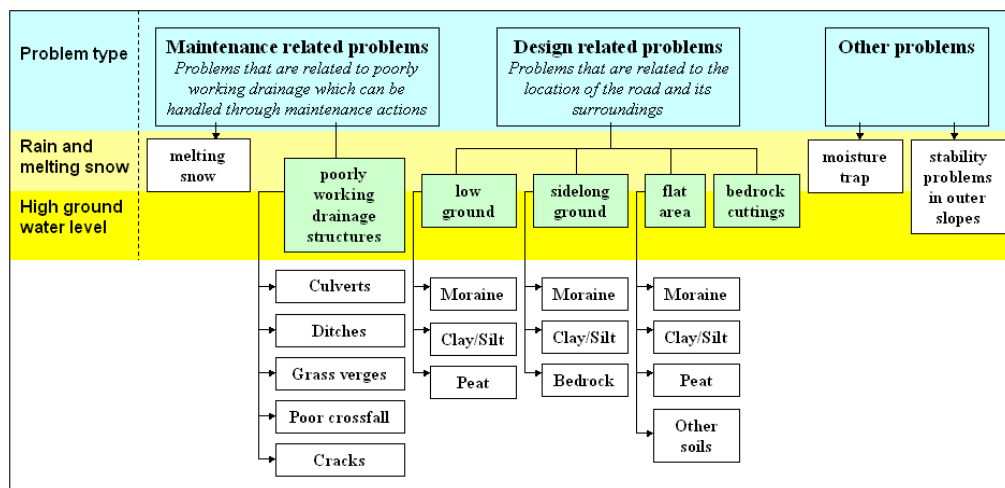 Problem type
Maintenance related problems
Problems that are related to poorly
working drainage which can be
handled through maintenance actions
Design related problems
Problems that are related to the
location of the road and its
surroundings
Other problems
Rain and
melting snow
High ground
water level
melting
snow
poorly
working
drainage
structures
low
ground
sidelong
ground
flat
area
bedrock
cuttings
moisture
trap
stability
problems
in outer
slopes
Culverts
Ditches
Grass verges
Poor crossfall
Cracks
Moraine
Clay/Silt
Peat
Moraine
Clay/Silt
Bedrock
Moraine
Clay/Silt
Peat
Other
soils